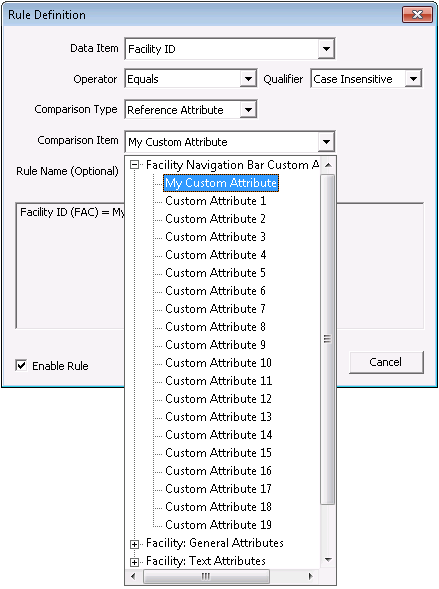 Rule Definition
Data Item Facility ID
Operator Equals Qualifier Case Insensitive
Comparison Type Reference Attribute
Comparison Item My Custom Attribute
Facility Navigation Bar Custom A
Rule Name (Optional) My Custom Attribute
Custom Attribute 1
Facility ID (FAC) = My Custom Attribute 2
Custom Attribute 3
Custom Attribute 4
Custom Attribute 5
Custom Attribute 6
Custom Attribute 7
Custom Attribute 8
Custom Attribute 9
Custom Attribute 10
Enable Rule Cancel
Custom Attribute 11
Custom Attribute 12
Custom Attribute 13
Custom Attribute 14
Custom Attribute 15
Custom Attribute 16
Custom Attribute 17
Custom Attribute 18
Custom Attribute 19
Facility: General Attributes
Facility: Text Attributes